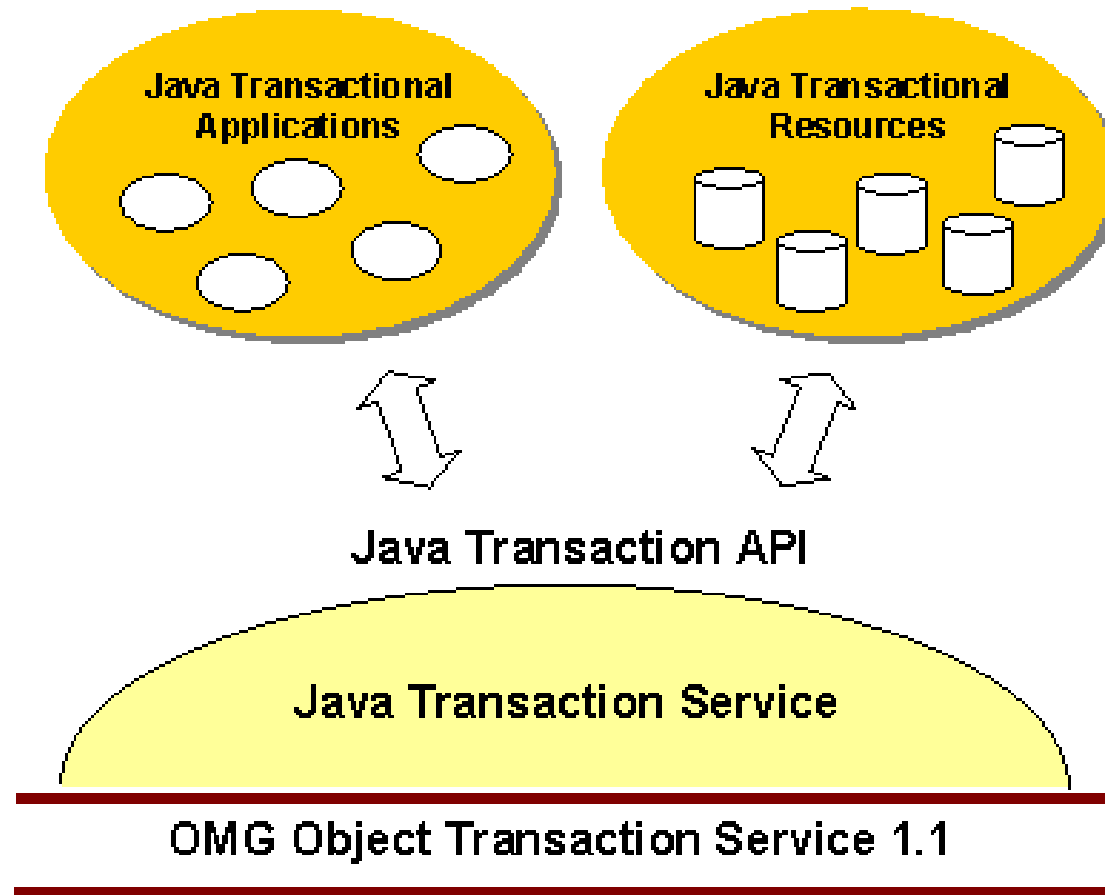 Java Transactional
Applications
Java Transactional
Resources
Java Transaction API
Java Transaction Service
OMG Object Transaction Service 1.1